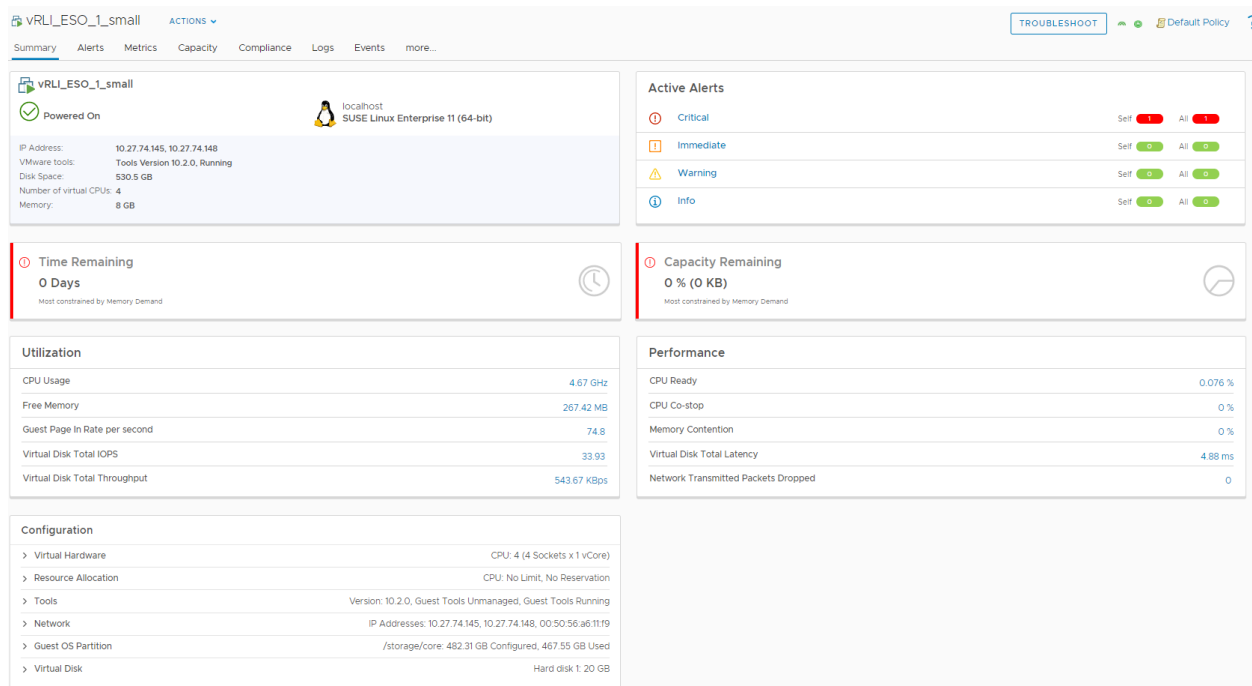 vRLI_ESO_1_small ACTIONS
TROUBLESHOOT Default Policy ?
Summary Alerts Metrics Capacity Compliance Logs Events more...
vRLI_ESO_1_small
Powered On
localhost
SUSE Linux Enterprise 11 (64-bit)
IP Address: 10.27.74.145, 10.27.74.148
VMware tools: Tools Version 10.2.0, Running
Disk Space: 530.5 GB
Number of virtual CPUs: 4
Memory: 8 GB
Active Alerts
Critical Self 1 All 1
Immediate Self 0 All 0
Warning Self 0 All 0
Info Self 0 All 0
Time Remaining
0 Days
Most constrained by Memory Demand
Capacity Remaining
0 % (0 KB)
Most constrained by Memory Demand
Utilization
CPU Usage 4.67 GHz
Free Memory 267.42 MB
Guest Page In Rate per second 74.8
Virtual Disk Total IOPS 33.93
Virtual Disk Total Throughput 543.67 KBps
Performance
CPU Ready 0.076 %
CPU Co-stop 0 %
Memory Contention 0 %
Virtual Disk Total Latency 4.88 ms
Network Transmitted Packets Dropped 0
Configuration
Virtual Hardware CPU: 4 (4 Sockets x 1 vCore)
Resource Allocation CPU: No Limit, No Reservation
Tools Version: 10.2.0, Guest Tools Unmanaged, Guest Tools Running
Network IP Addresses: 10.27.74.145, 10.27.74.148, 00:50:56:a6:11:f9
Guest OS Partition /storage/core: 482.31 GB Configured, 467.55 GB Used
Virtual Disk Hard disk 1: 20 GB